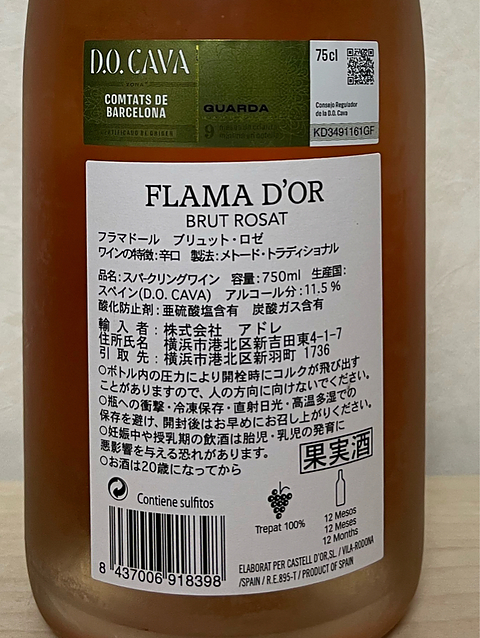 D.O. CAVA
75cl
COMTATS DE
BARCELONA
GUARDA
Consejo Regulador
de la D.O. Cava
CERTIFICADO DE ORIGEN
9
KD3491161GF
FLAMA D'OR
BRUT ROSAT
フラマドール ブリュット・ロゼ
ワインの特徴:辛口 製法:メトード・トラディショナル
品名:スパークリングワイン 容量:750ml 生産国:
スペイン(D.O. CAVA) アルコール分:11.5 %
酸化防止剤:亜硫酸塩含有 炭酸ガス含有
輸入者:株式会社 アドレ
住所氏名 横浜市港北区新吉田東4-1-7
引取先:横浜市港北区新羽町 1736
○ボトル内の圧力により開栓時にコルクが飛び出す
ことがありますので、人の方向に向けないでください。
○瓶への衝撃・冷凍保存・直射日光・高温多湿での
保存を避け、開封後はお早めにお召し上がりください。
○妊娠中や授乳期の飲酒は胎児・乳児の発育に
悪影響を与える恐れがあります。
○お酒は20歳になってから
果実酒
Contiene sulfitos
Trepat 100%
12 Mesos
12 Meses
12 Months
8 437006 918398
ELABORAT PER CASTELL D'OR,SL / VILA-RODONA
/SPAIN / R.E.895-T / PRODUCT OF SPAIN